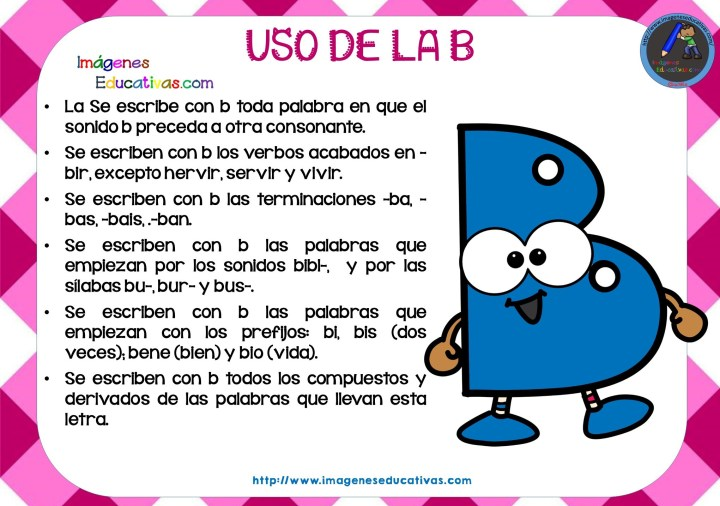 USO DE LA B
Imágenes
Educativas.com
• La Se escribe con b toda palabra en que el
sonido b preceda a otra consonante.
• Se escriben con b los verbos acabados en -
bir, excepto hervir, servir y vivir.
• Se escriben con b las terminaciones -ba, -
bas, -bais, .-ban.
• Se escriben con b las palabras que
empiezan por los sonidos bibi-, y por las
sílabas bu-, bur- y bus-.
• Se escriben con b las palabras que
empiezan con los prefijos: bi, bis (dos
veces); bene (bien) y bio (vida).
• Se escriben con b todos los compuestos y
derivados de las palabras que llevan esta
letra.
http://www.imageneseducativas.com